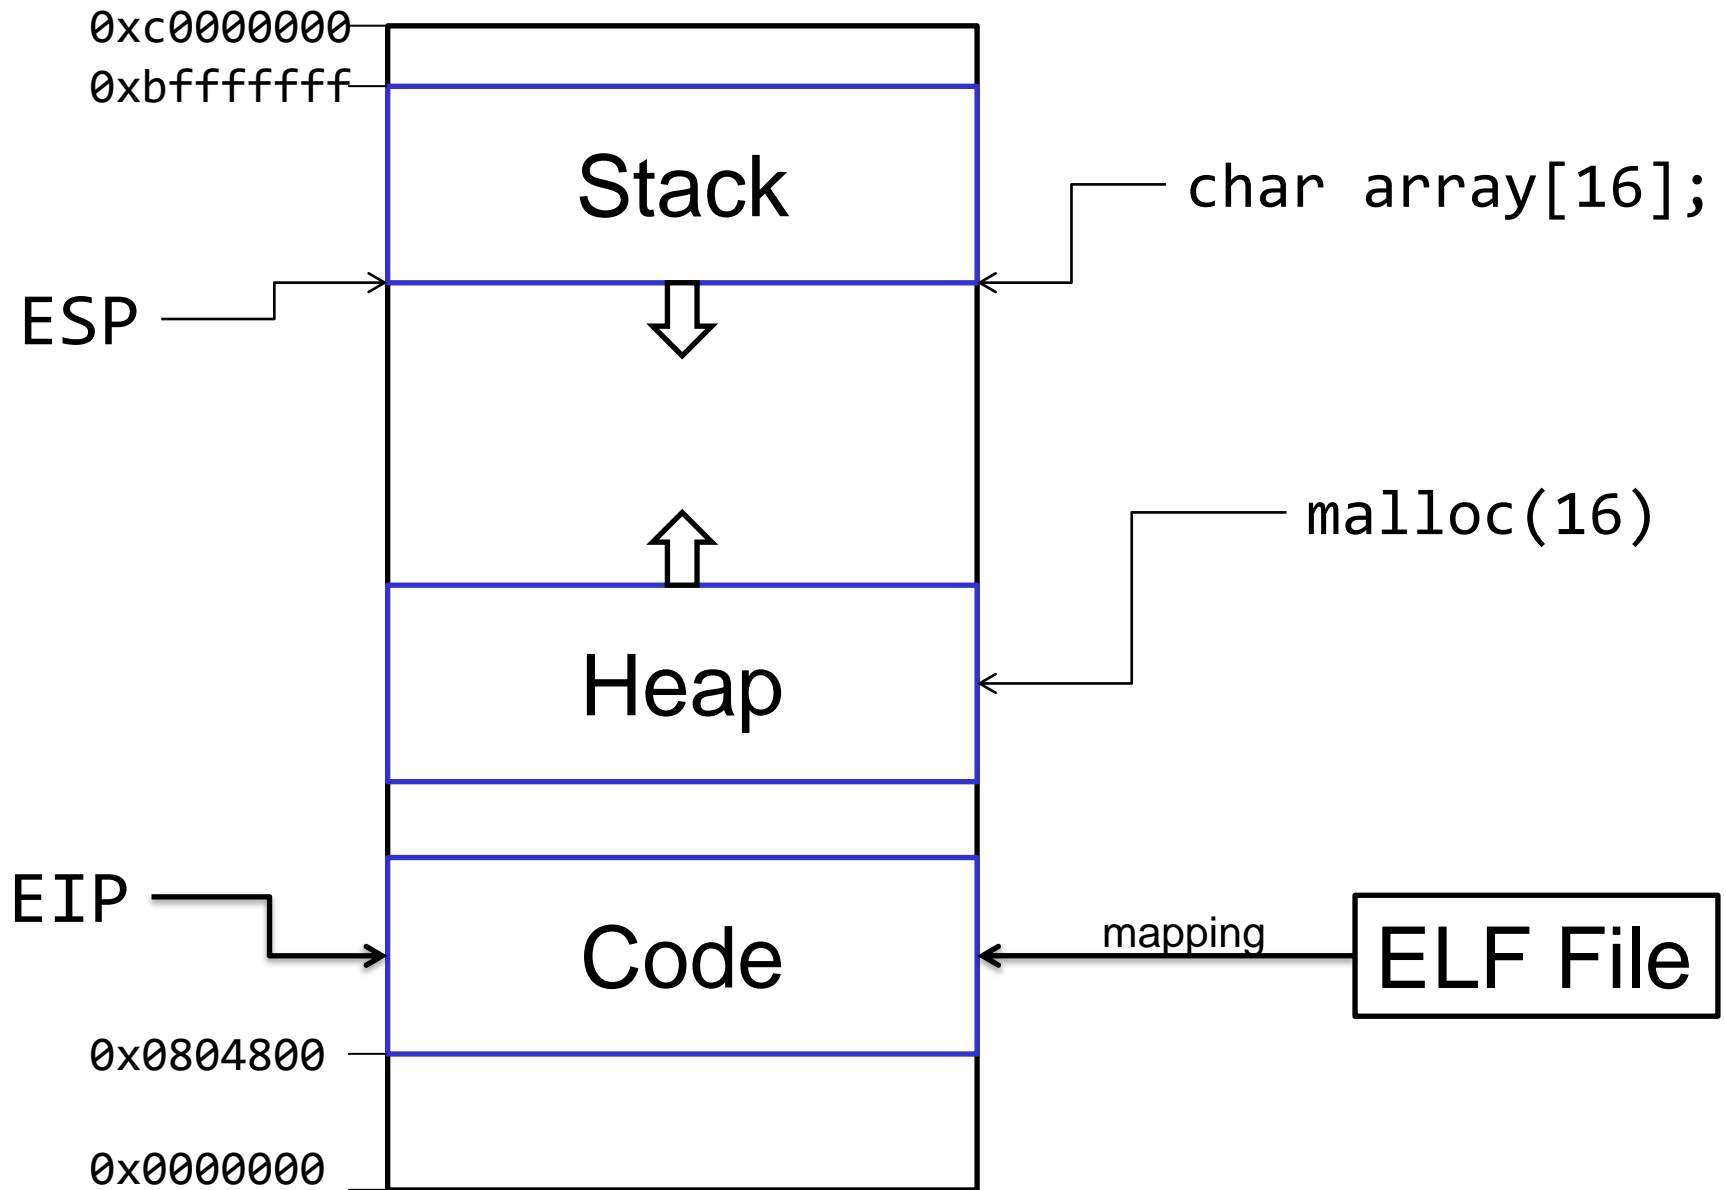 0xc0000000
0xbfffffff
Stack
char array[16];
ESP
malloc(16)
Heap
EIP
Code
mapping
ELF File
0x0804800
0x0000000